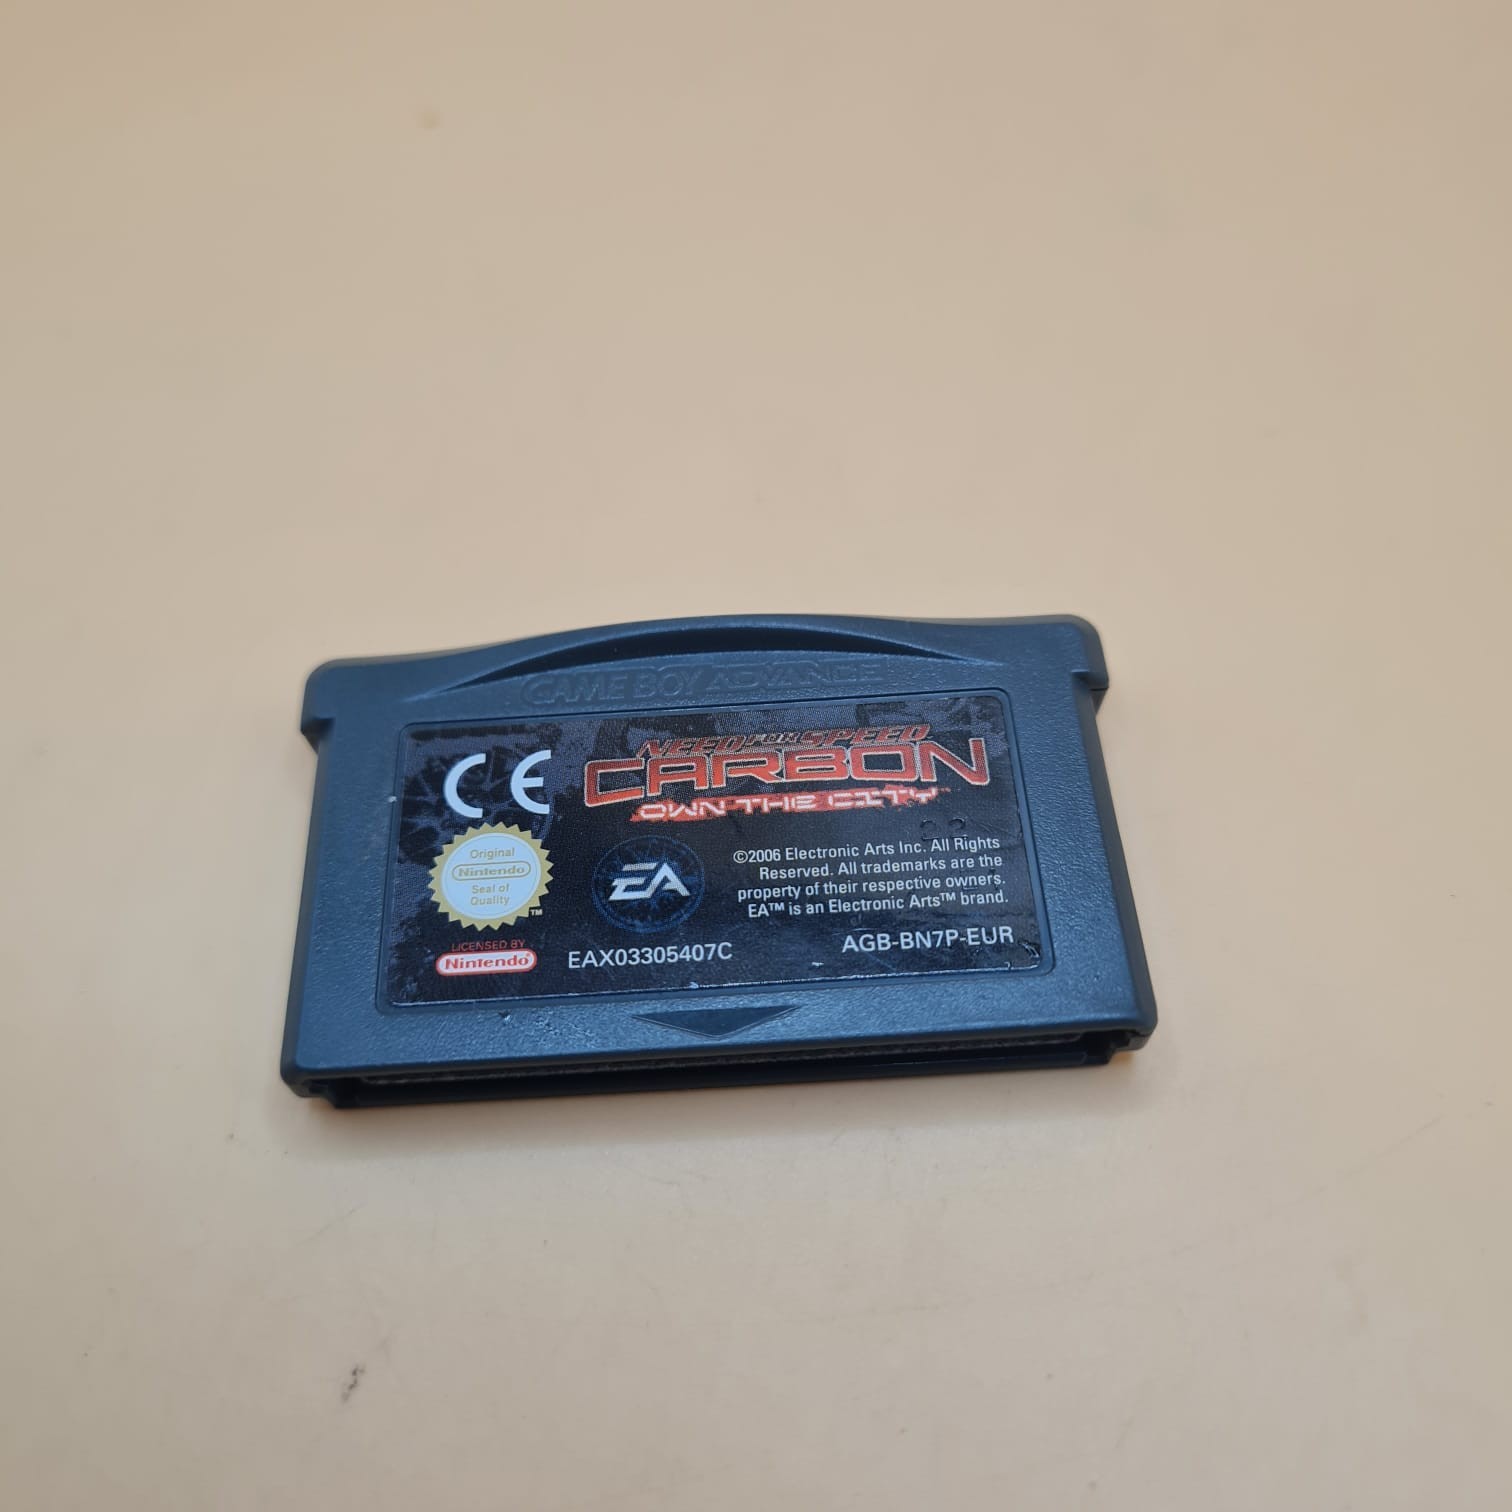 GAME BOY ADVANCE
CE
NEED FOR SPEED
CARBON
OWN THE CITY
Original
Nintendo
Seal of
Quality
TM
EA
©2006 Electronic Arts Inc. All Rights
Reserved. All trademarks are the
property of their respective owners.
EA™ is an Electronic Arts™ brand.
LICENSED BY
Nintendo®
EAX03305407C
AGB-BN7P-EUR